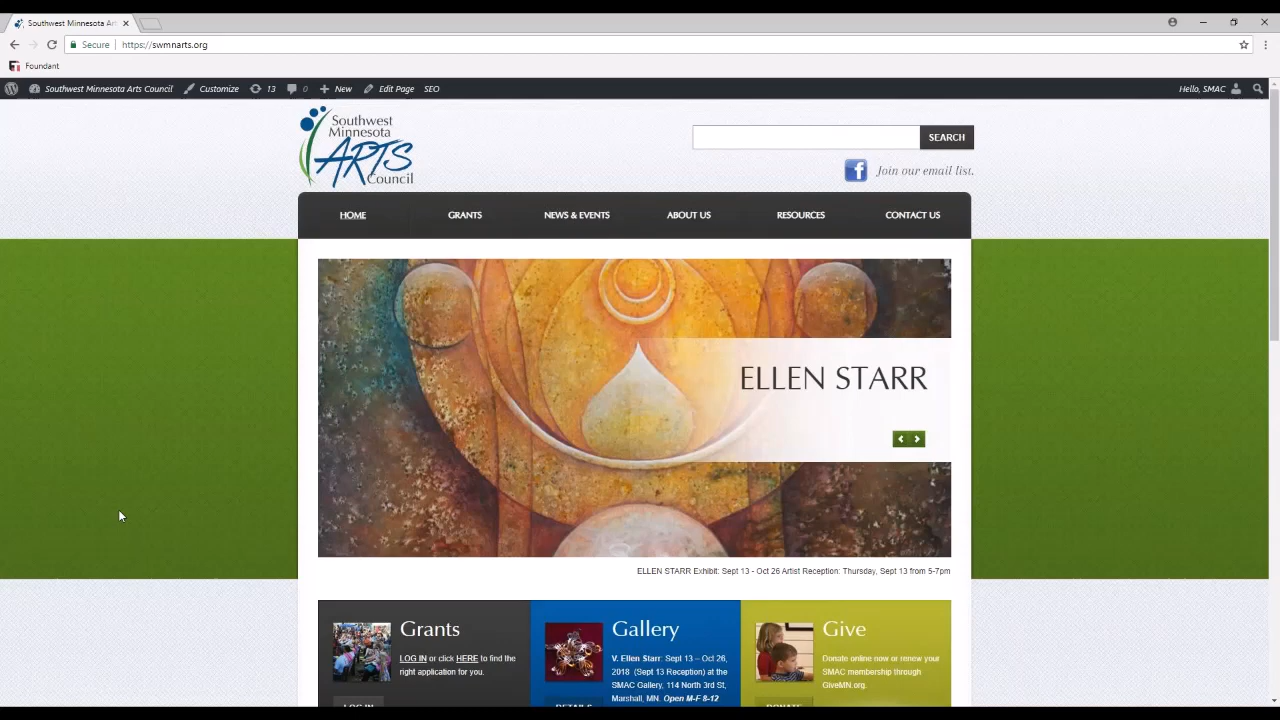 Southwest Minnesota Ar
Secure https://swmnarts.org
Foundant
Southwest Minnesota Arts Council Customize 13 0 New Edit Page SEO Hello, SMAC
Southwest
Minnesota
ARTS
Council
SEARCH
f
Join our email list.
HOME GRANTS NEWS & EVENTS ABOUT US RESOURCES CONTACT US
ELLEN STARR
ELLEN STARR Exhibit: Sept 13 - Oct 26 Artist Reception: Thursday, Sept 13 from 5-7pm
Grants
LOG IN or click HERE to find the
right application for you.
LOG IN
Gallery
V. Ellen Starr: Sept 13 – Oct 26,
2018 (Sept 13 Reception) at the
SMAC Gallery, 114 North 3rd St,
Marshall, MN. Open M-F 8-12
DETAILS
Give
Donate online now or renew your
SMAC membership through
GiveMN.org.
DONATE